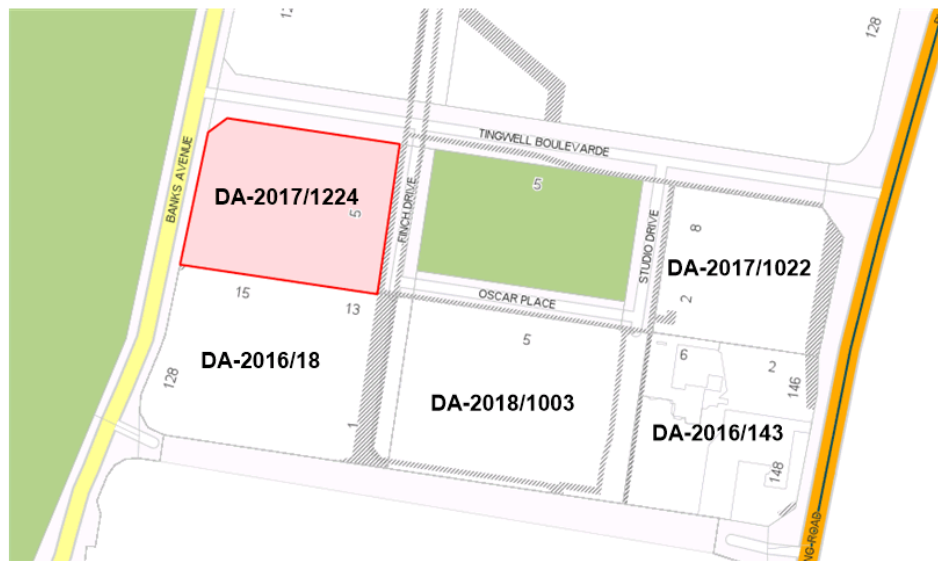 128
TINGWELL BOULEVARDE
BANKS AVENUE
DA-2017/1224
5
FINCH DRIVE
5
STUDIO DRIVE
8
DA-2017/1022
15
13
OSCAR PLACE
2
5
6
2
DA-2016/18
128
DA-2018/1003
146
DA-2016/143
1
148
NG ROAD